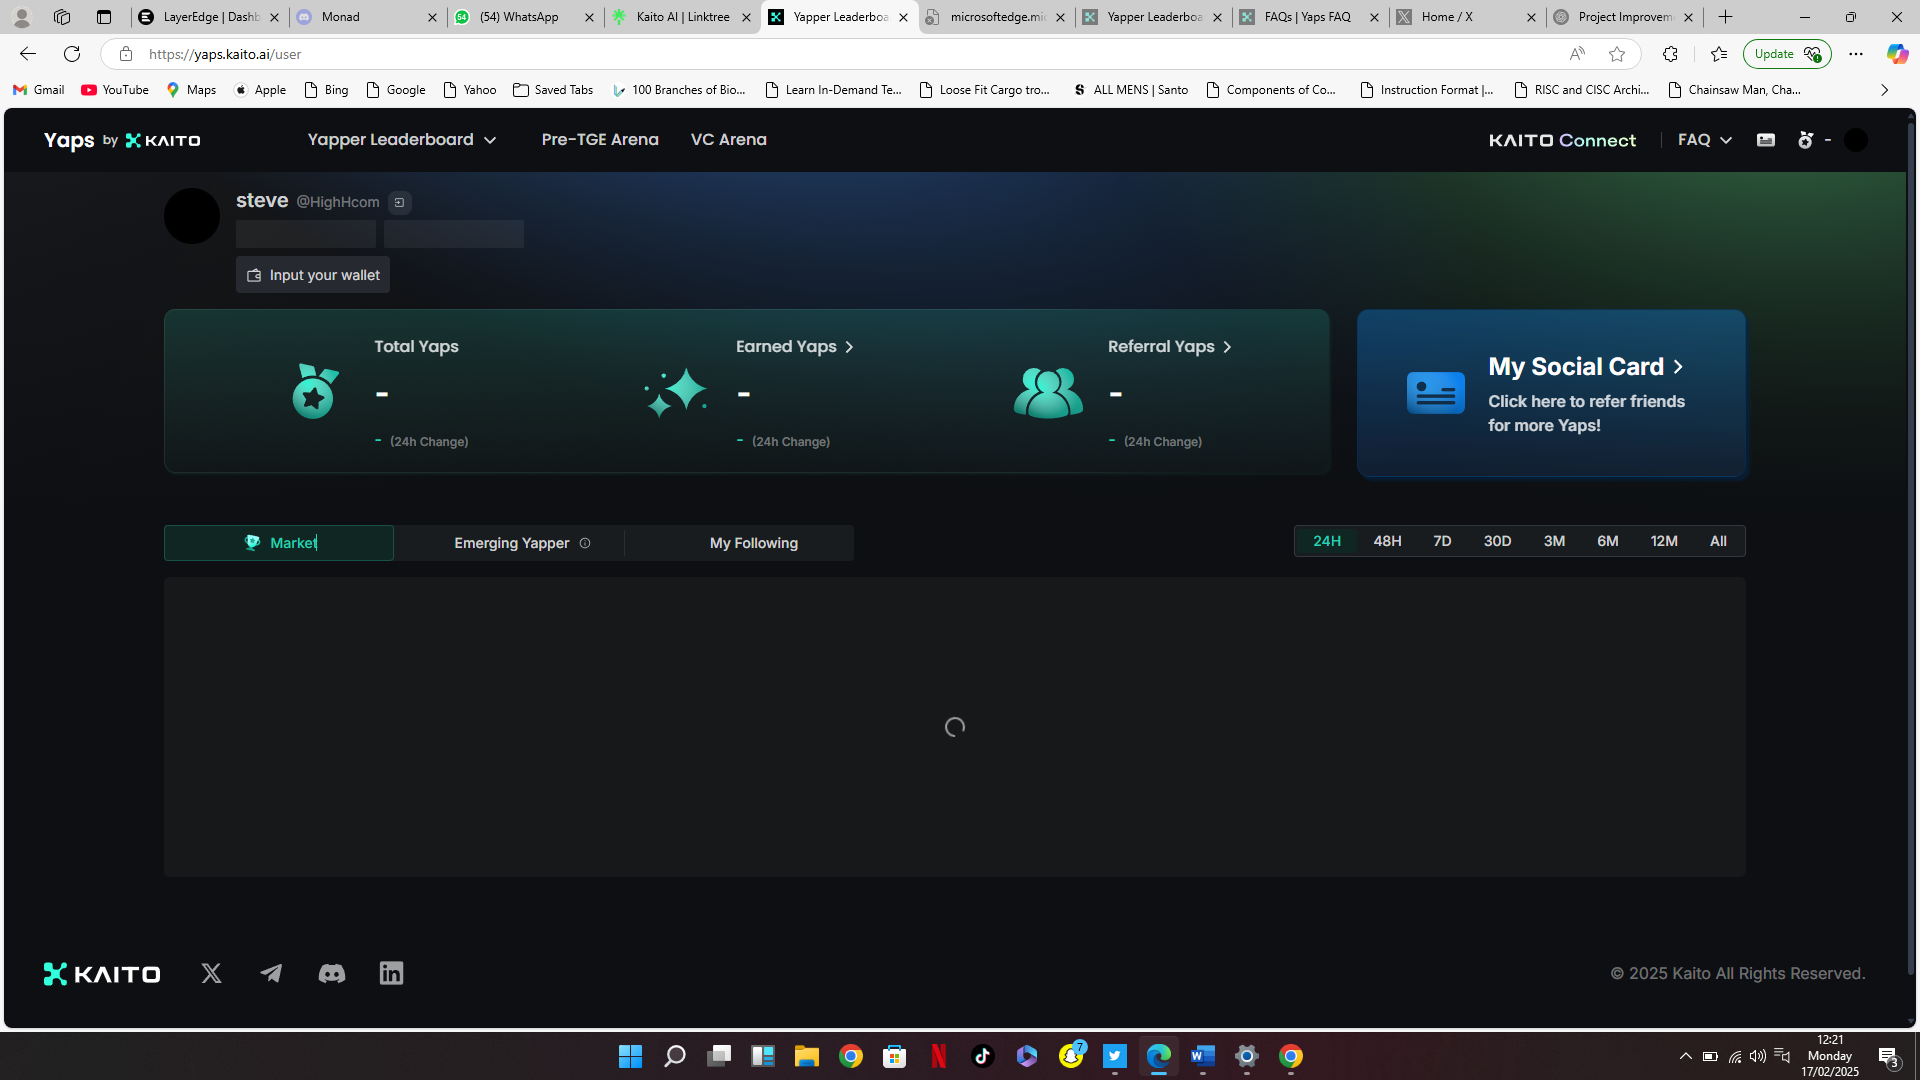 LayerEdge | Dashb
Monad
(54) WhatsApp
Kaito AI | Linktree
Yapper Leaderboa
microsoftedge.mic
Yapper Leaderboa
FAQs | Yaps FAQ
Home / X
Project Improvem
https://yaps.kaito.ai/user
Update
Gmail
YouTube
Maps
Apple
Bing
Google
Yahoo
Saved Tabs
100 Branches of Bio...
Learn In-Demand Te...
Loose Fit Cargo tro...
ALL MENS | Santo
Components of Co...
Instruction Format |...
RISC and CISC Archi...
Chainsaw Man, Cha...
Yaps by KAITO
Yapper Leaderboard
Pre-TGE Arena
VC Arena
KAITO Connect
FAQ
-
steve @HighHcom
Input your wallet
Total Yaps
-
- (24h Change)
Earned Yaps
-
- (24h Change)
Referral Yaps
-
- (24h Change)
My Social Card
Click here to refer friends
for more Yaps!
Market
Emerging Yapper
My Following
24H 48H 7D 30D 3M 6M 12M All
KAITO
© 2025 Kaito All Rights Reserved.
7
12:21
Monday
17/02/2025
3